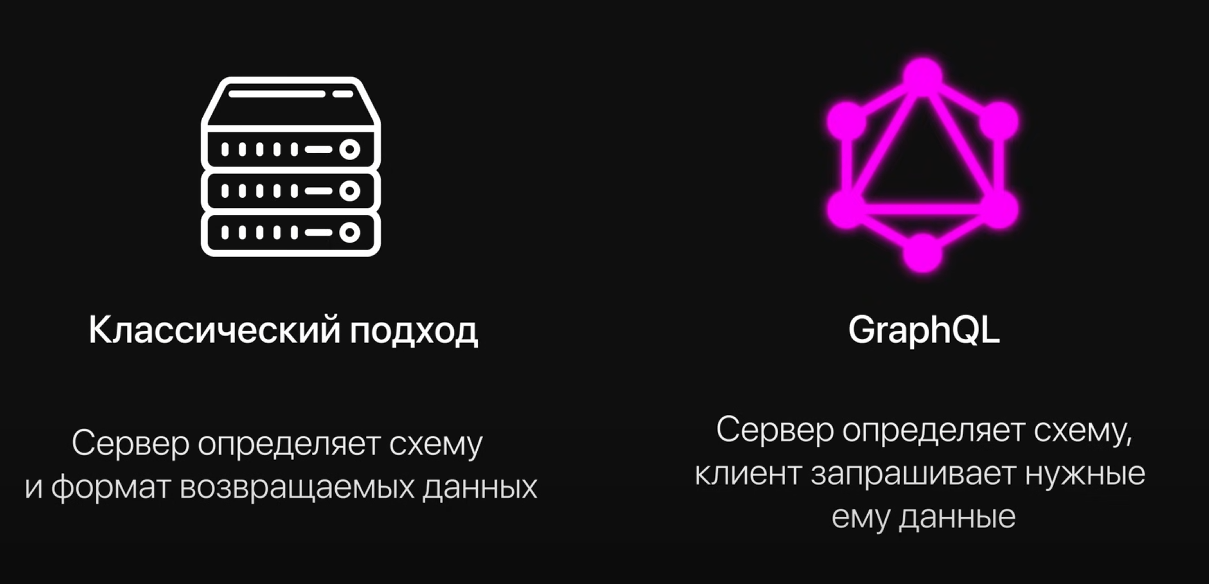 Классический подход
Сервер определяет схему
и формат возвращаемых данных
GraphQL
Сервер определяет схему,
клиент запрашивает нужные
ему данные